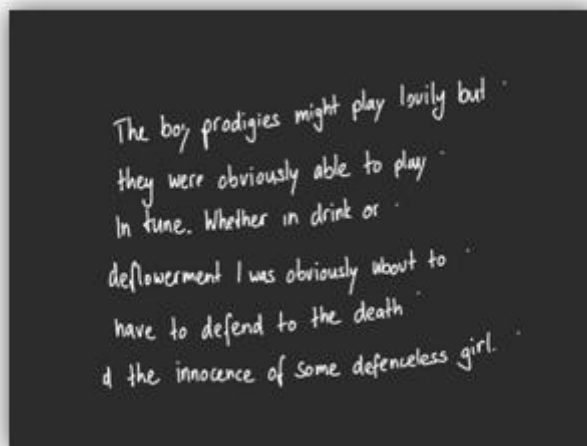 The boy prodigies might play lovily but
they were obviously able to play
In tune. Whether in drink or
deflowerment I was obviously about to
have to defend to the death
d the innocence of some defenceless girl.